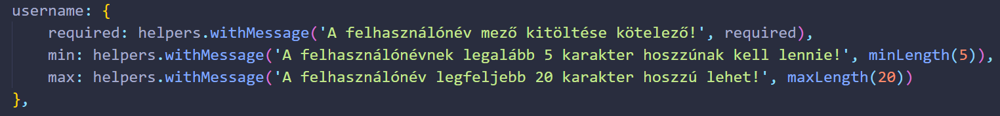 username: {
required: helpers.withMessage('A felhasználónév mező kitöltése kötelező!', required),
min: helpers.withMessage('A felhasználónévnek legalább 5 karakter hosszúnak kell lennie!', minLength(5)),
max: helpers.withMessage('A felhasználónév legfeljebb 20 karakter hoszzú lehet!', maxLength(20))
},